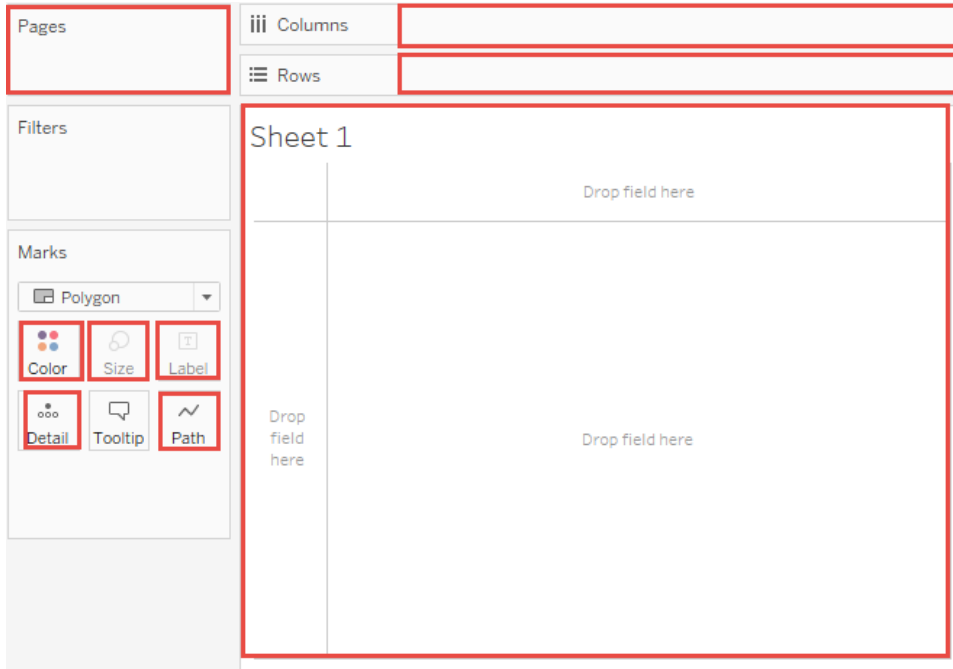 Pages
Columns
Rows
Filters
Sheet 1
Drop field here
Marks
Polygon
Color Size T Label
Detail Tooltip Path
Drop
field
here
Drop field here